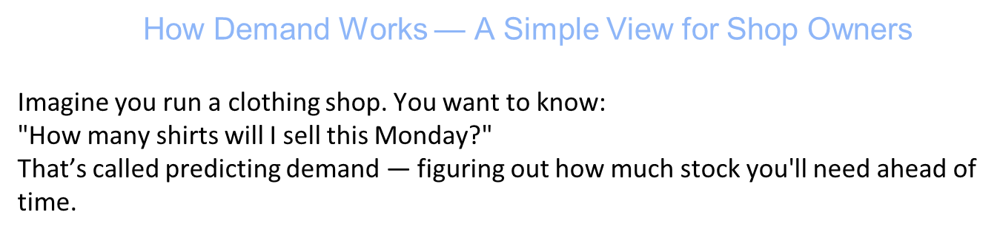 How Demand Works — A Simple View for Shop Owners
Imagine you run a clothing shop. You want to know:
"How many shirts will I sell this Monday?"
That’s called predicting demand — figuring out how much stock you'll need ahead of
time.